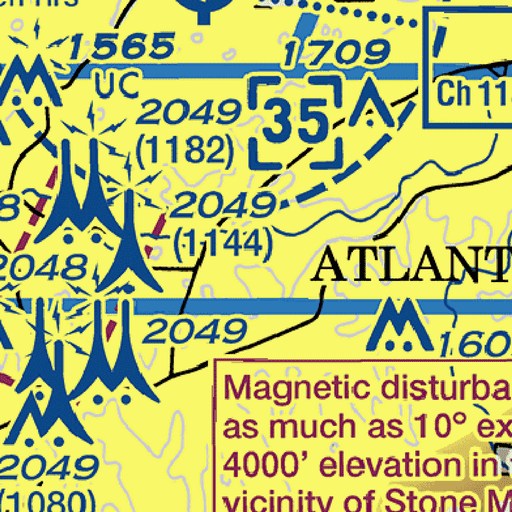 hrs
1565
UC
1709
35
Ch 11
2049
(1182)
2049
(1144)
8
2048
ATLANT
2049
160
Magnetic disturba
as much as 10° ex
4000' elevation in
vicinity of Stone M
2049
(1080)